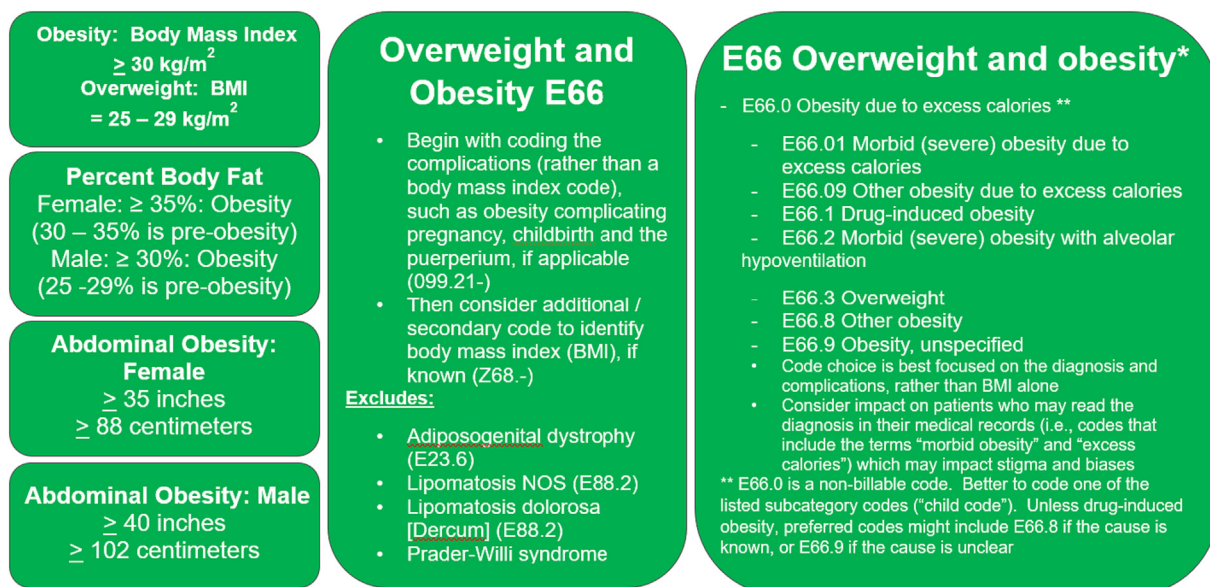 Obesity: Body Mass Index
≥ 30 kg/m²
Overweight: BMI
= 25 – 29 kg/m²
Percent Body Fat
Female: ≥ 35%: Obesity
(30 – 35% is pre-obesity)
Male: ≥ 30%: Obesity
(25 -29% is pre-obesity)
Abdominal Obesity:
Female
≥ 35 inches
≥ 88 centimeters
Abdominal Obesity: Male
≥ 40 inches
≥ 102 centimeters
Overweight and
Obesity E66
• Begin with coding the
complications (rather than a
body mass index code),
such as obesity complicating
pregnancy, childbirth and the
puerperium, if applicable
(099.21-)
• Then consider additional /
secondary code to identify
body mass index (BMI), if
known (Z68.-)
Excludes:
• Adiposogenital dystrophy
(E23.6)
• Lipomatosis NOS (E88.2)
• Lipomatosis dolorosa
[Dercum] (E88.2)
• Prader-Willi syndrome
E66 Overweight and obesity*
- E66.0 Obesity due to excess calories **
- E66.01 Morbid (severe) obesity due to
excess calories
- E66.09 Other obesity due to excess calories
- E66.1 Drug-induced obesity
- E66.2 Morbid (severe) obesity with alveolar
hypoventilation
- E66.3 Overweight
- E66.8 Other obesity
- E66.9 Obesity, unspecified
• Code choice is best focused on the diagnosis and
complications, rather than BMI alone
• Consider impact on patients who may read the
diagnosis in their medical records (i.e., codes that
include the terms “morbid obesity” and “excess
calories”) which may impact stigma and biases
** E66.0 is a non-billable code. Better to code one of the
listed subcategory codes (“child code”). Unless drug-induced
obesity, preferred codes might include E66.8 if the cause is
known, or E66.9 if the cause is unclear